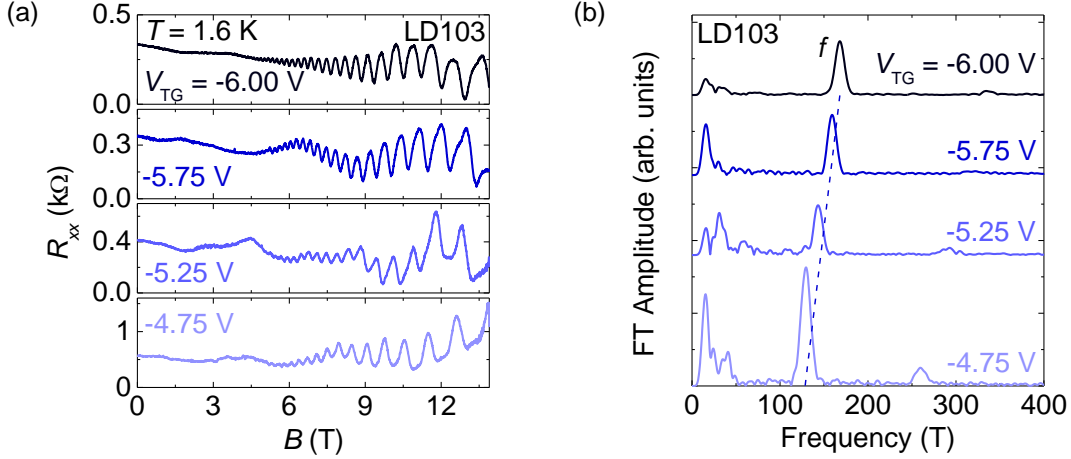 (a)
T = 1.6 K LD103
V_TG = -6.00 V
0.5
0.0
-5.75 V
0.3
0.0
-5.25 V
0.4
0.0
-4.75 V
1
0
R_xx (kΩ)
0 3 6 9 12
B (T)
(b)
LD103
f V_TG = -6.00 V
-5.75 V
-5.25 V
-4.75 V
FT Amplitude (arb. units)
0 100 200 300 400
Frequency (T)